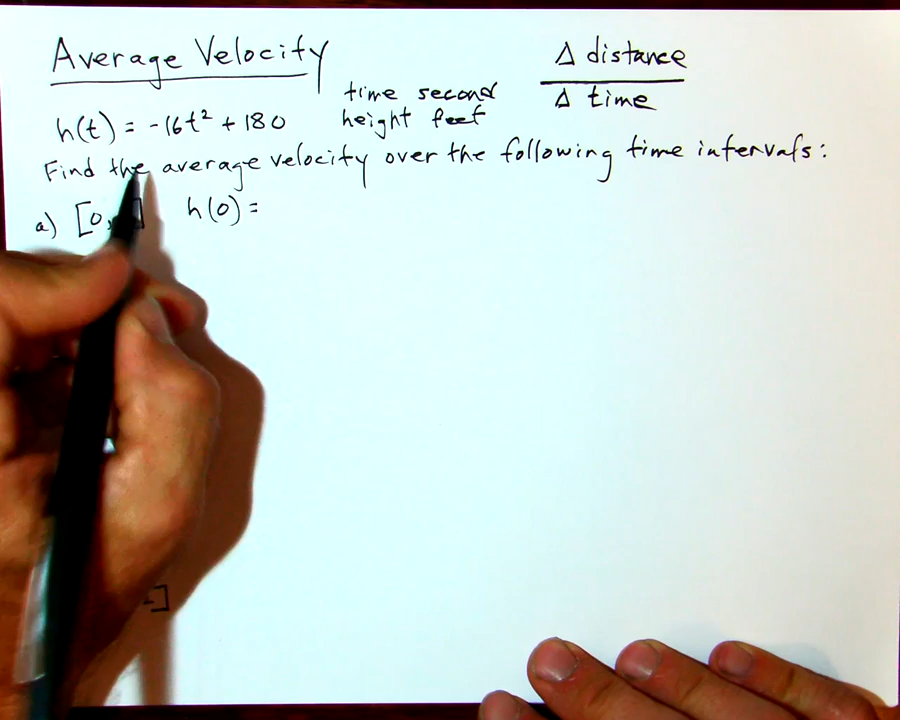 Average Velocity
Δ distance
Δ time
time second
height feet
h(t) = -16t² + 180
Find the average velocity over the following time intervals:
a) [0, ] h(0) =
]